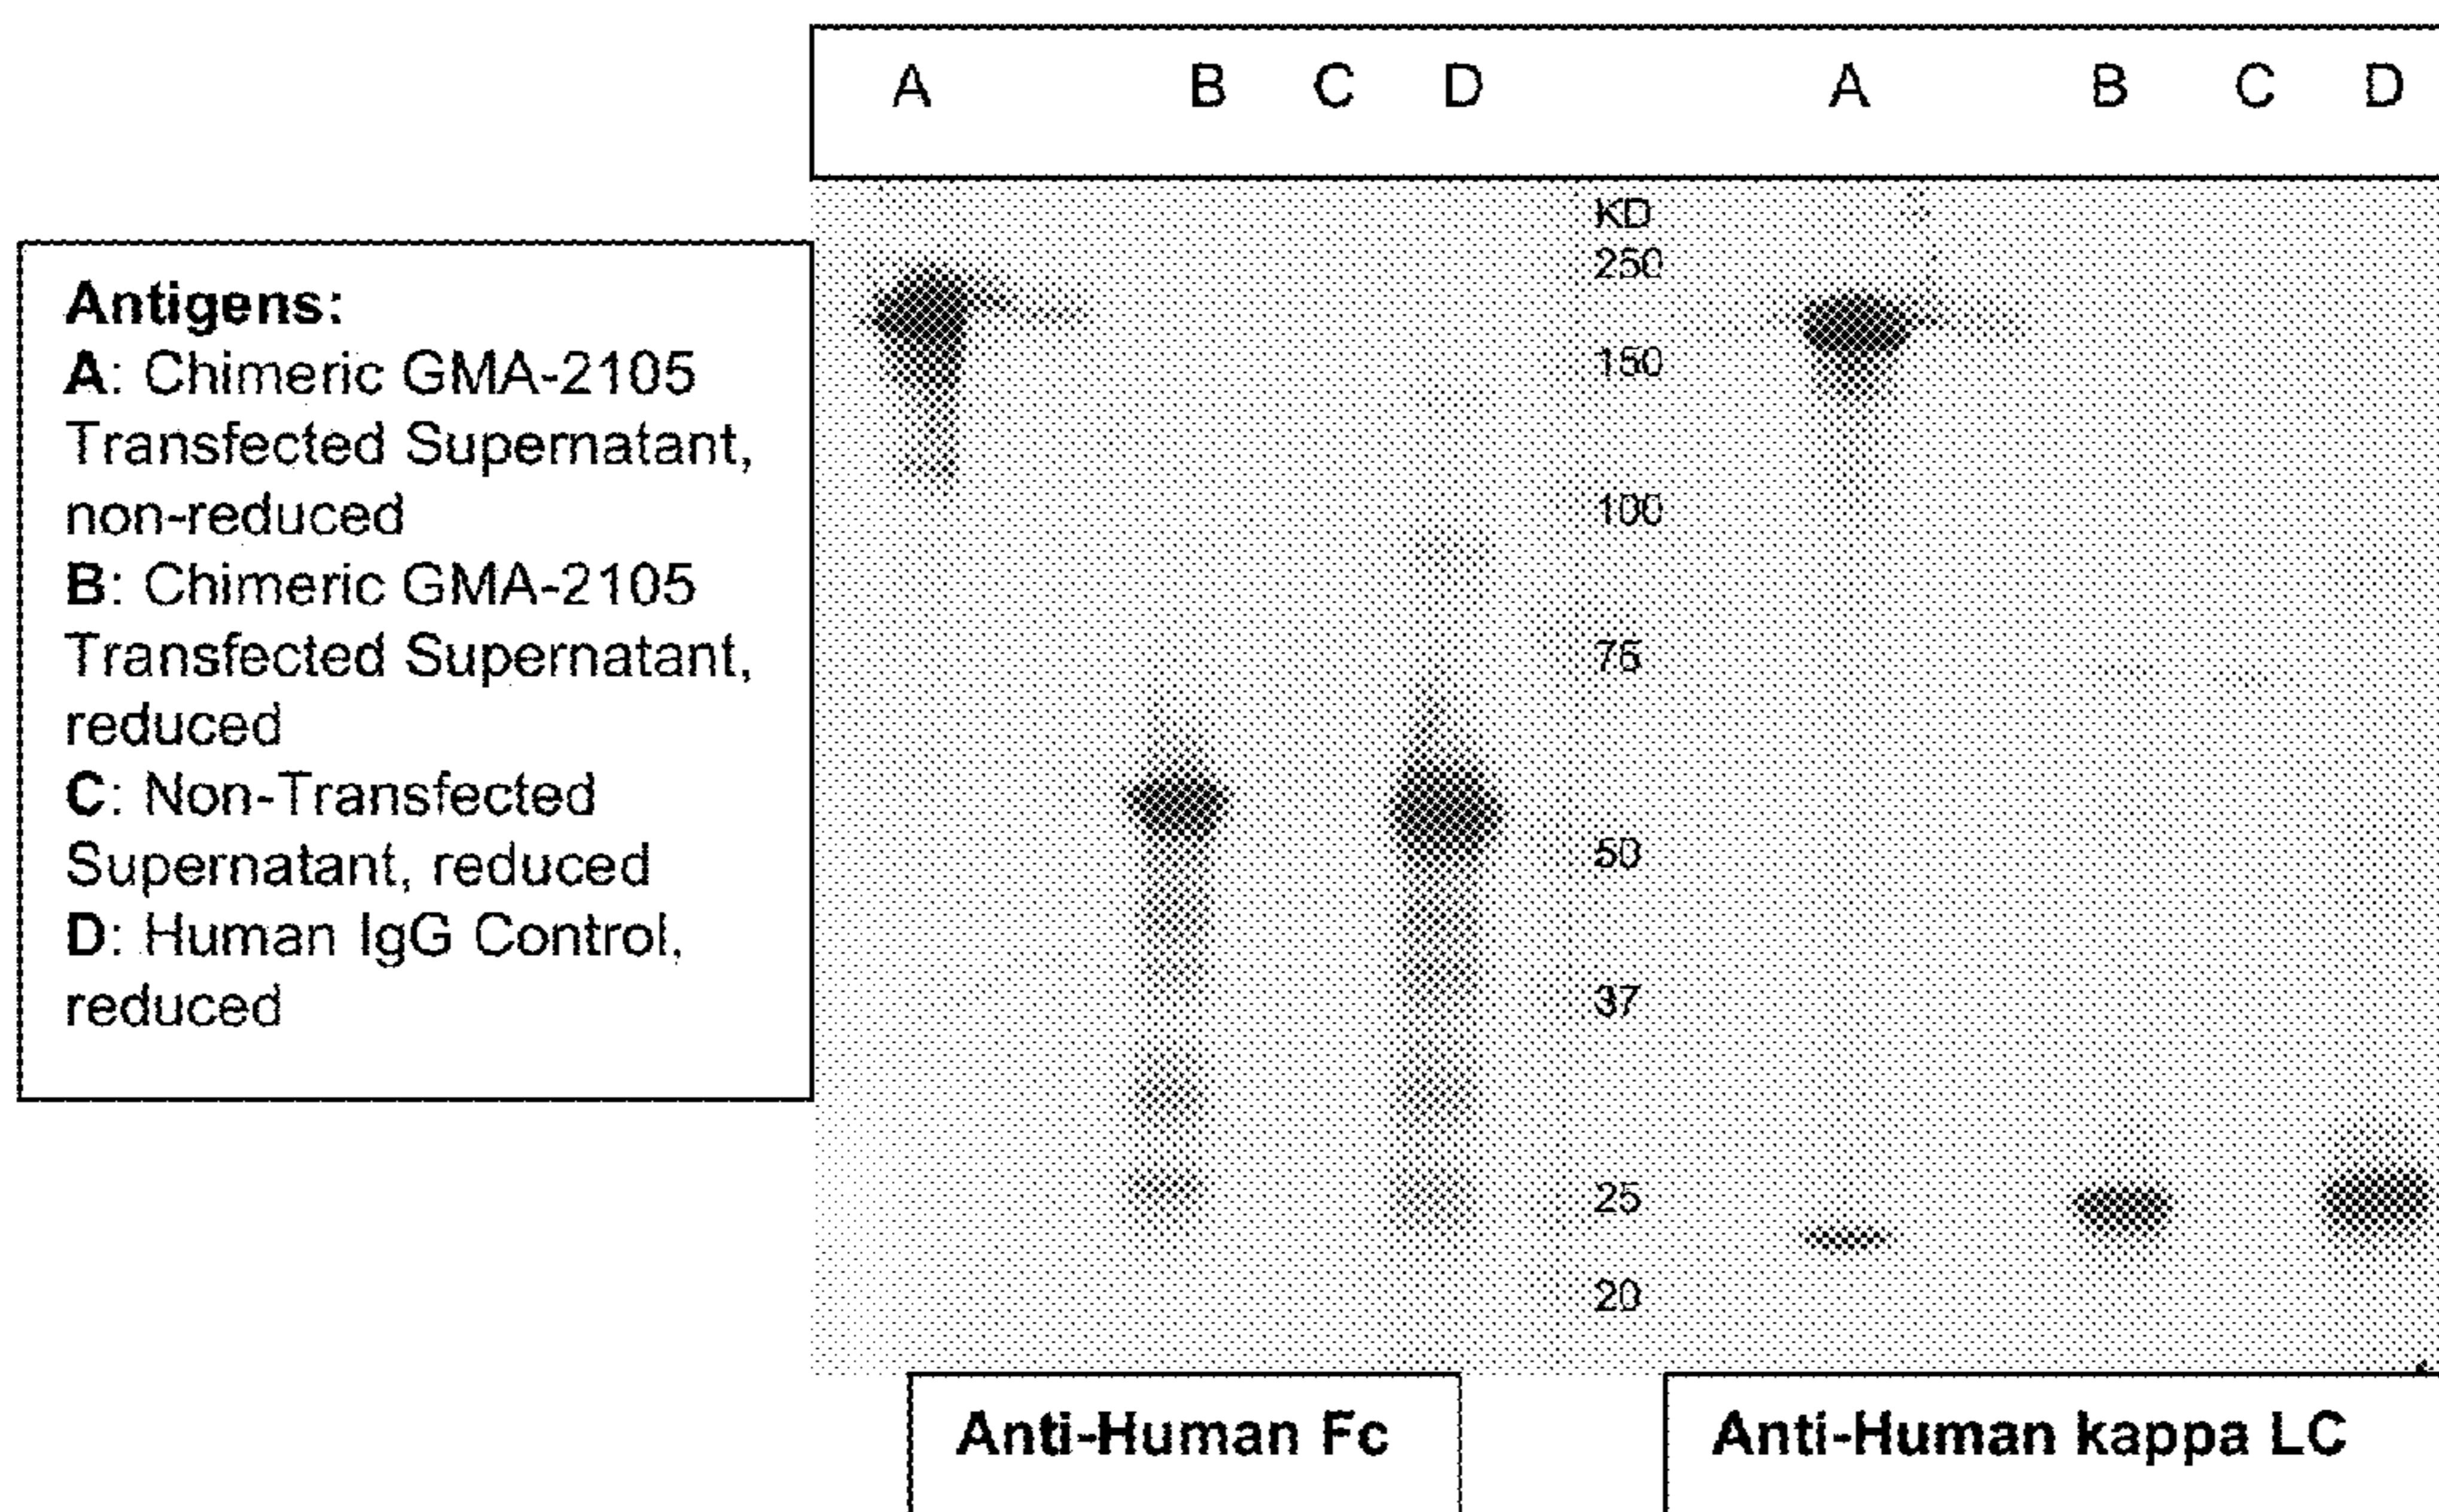 A B C D A B C D
Antigens:
A: Chimeric GMA-2105
Transfected Supernatant,
non-reduced
B: Chimeric GMA-2105
Transfected Supernatant,
reduced
C: Non-Transfected
Supernatant, reduced
D: Human IgG Control,
reduced
KD
250
150
100
75
50
37
25
20
Anti-Human Fc
Anti-Human kappa LC